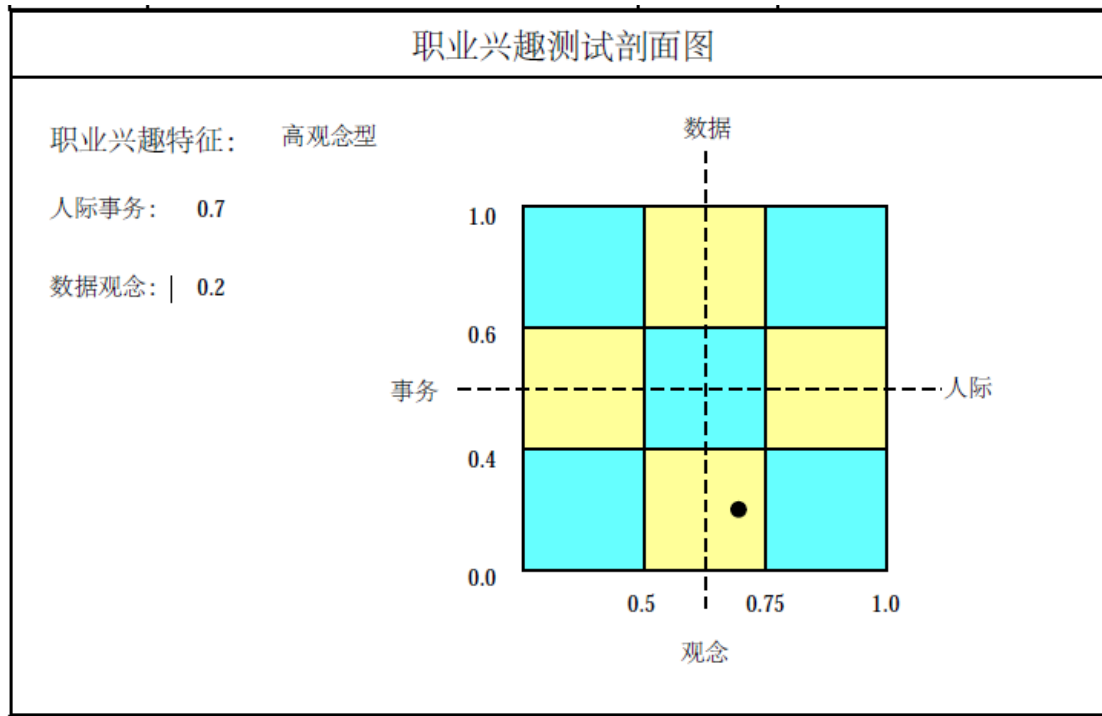 职业兴趣测试剖面图
职业兴趣特征： 高观念型
人际事务： 0.7
数据观念： 0.2
数据
1.0
0.6
事务
人际
0.4
0.0
0.5 0.75 1.0
观念